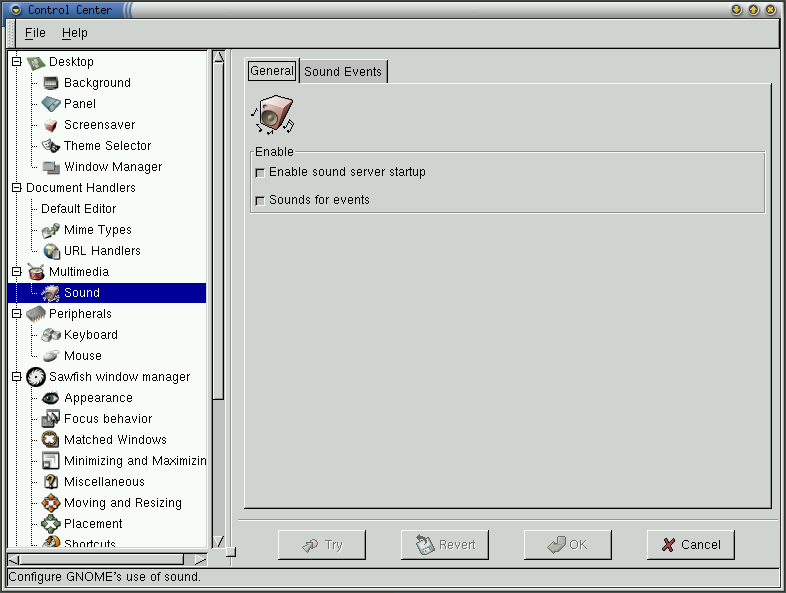 Control Center
File Help
Desktop
Background
Panel
Screensaver
Theme Selector
Window Manager
Document Handlers
Default Editor
Mime Types
URL Handlers
Multimedia
Sound
Peripherals
Keyboard
Mouse
Sawfish window manager
Appearance
Focus behavior
Matched Windows
Minimizing and Maximizin
Miscellaneous
Moving and Resizing
Placement
Shortcuts
General Sound Events
Enable
Enable sound server startup
Sounds for events
Try Revert OK Cancel
Configure GNOME's use of sound.